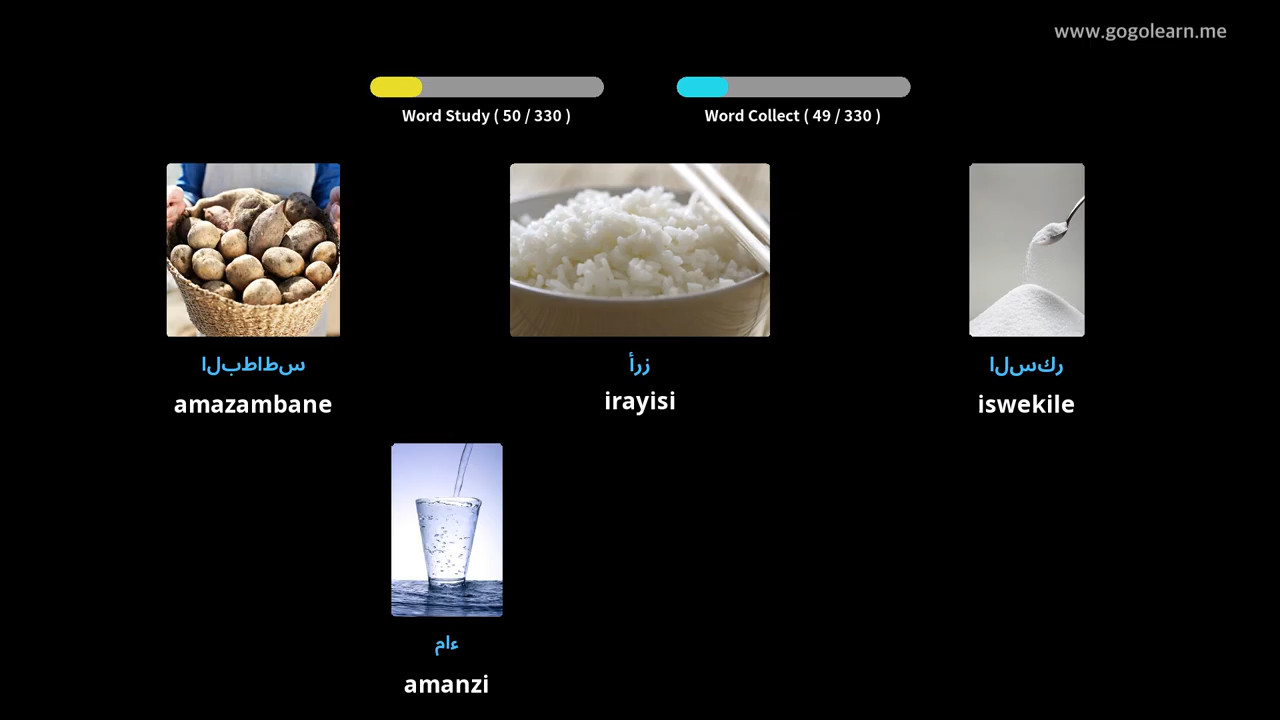 www.gogolearn.me
Word Study ( 50 / 330 )
Word Collect ( 49 / 330 )
سطاطبلا
زرأ
ركسلا
amazambane
irayisi
iswekile
ءام
amanzi